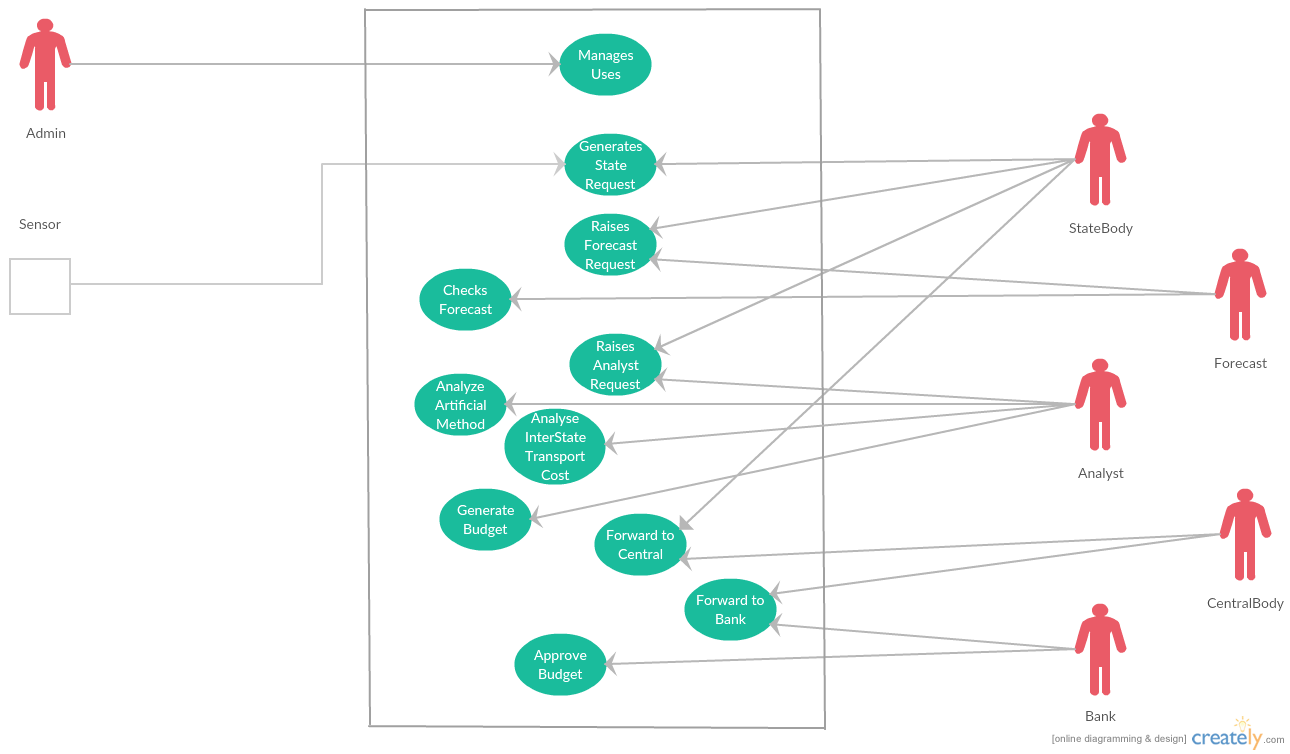 Manages
Uses
Admin
Generates
State
Request
Sensor
StateBody
Raises
Forecast
Request
Checks
Forecast
Forecast
Raises
Analyst
Request
Analyze
Artificial
Method
Analyse
InterState
Transport
Cost
Analyst
Generate
Budget
Forward to
Central
CentralBody
Forward to
Bank
Approve
Budget
Bank
[online diagramming & design] creately.com